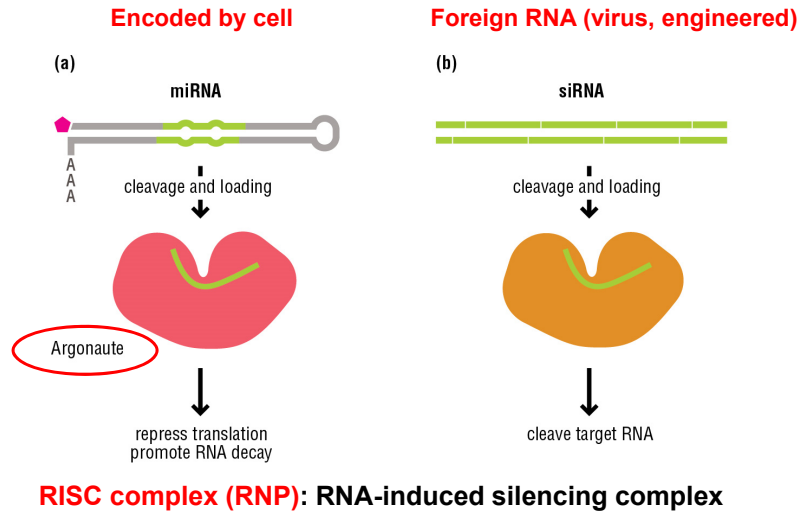 Encoded by cell
Foreign RNA (virus, engineered)
(a)
miRNA
A
A
A
cleavage and loading
Argonaute
repress translation
promote RNA decay
(b)
siRNA
cleavage and loading
cleave target RNA
RISC complex (RNP): RNA-induced silencing complex